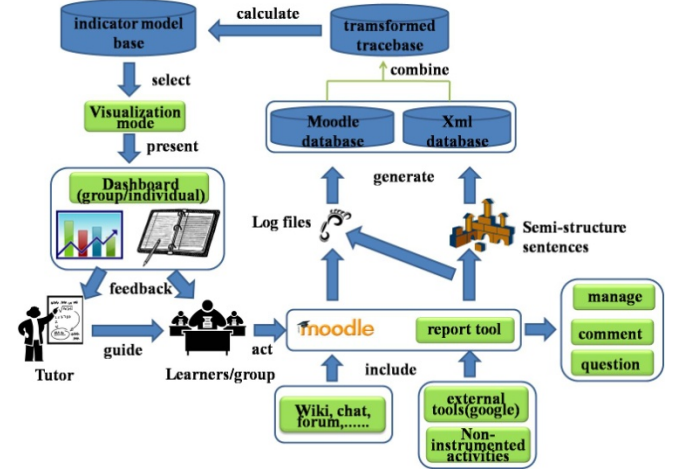 indicator model
base
calculate
tramsformed
tracebase
combine
select
Visualization
mode
Moodle
database
Xml
database
present
generate
Dashboard
(group/individual)
Log files
Semi-structure
sentences
feedback
manage
moodle
report tool
comment
guide
act
question
Tutor
Learners/group
include
Wiki, chat,
forum,......
external
tools(google)
Non-
instrumented
activities